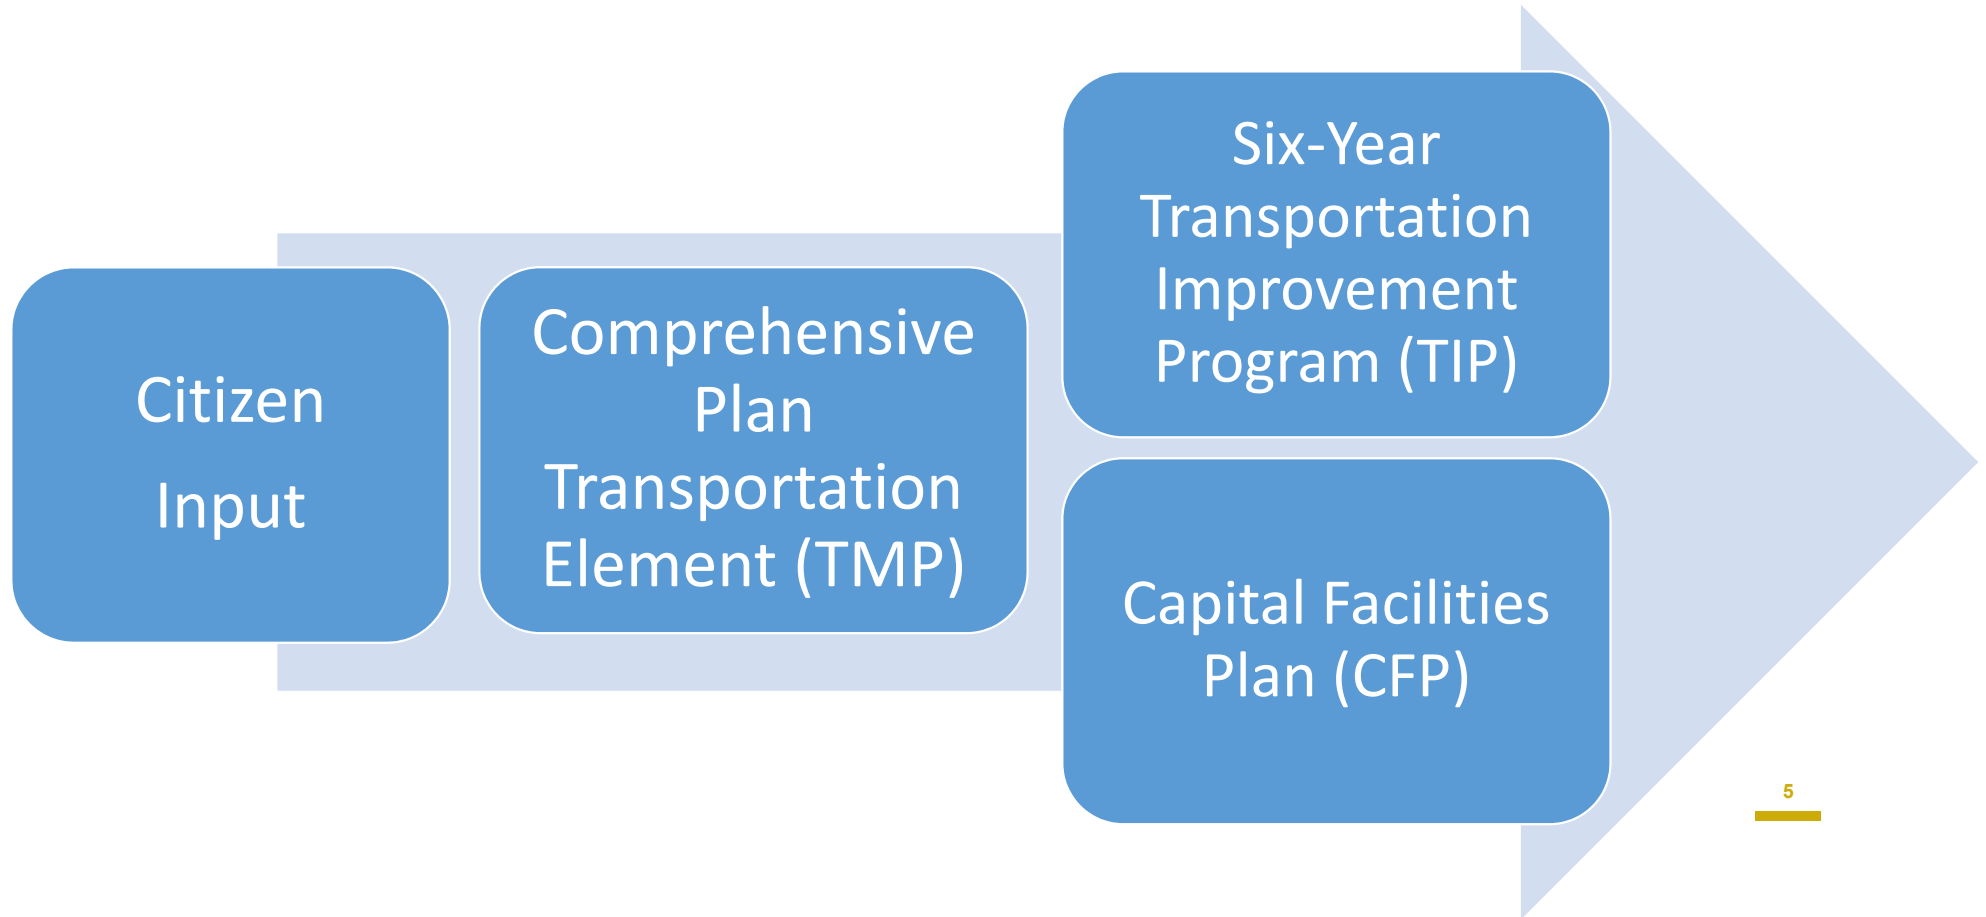 Citizen
Input
Comprehensive
Plan
Transportation
Element (TMP)
Six-Year
Transportation
Improvement
Program (TIP)
Capital Facilities
Plan (CFP)
5